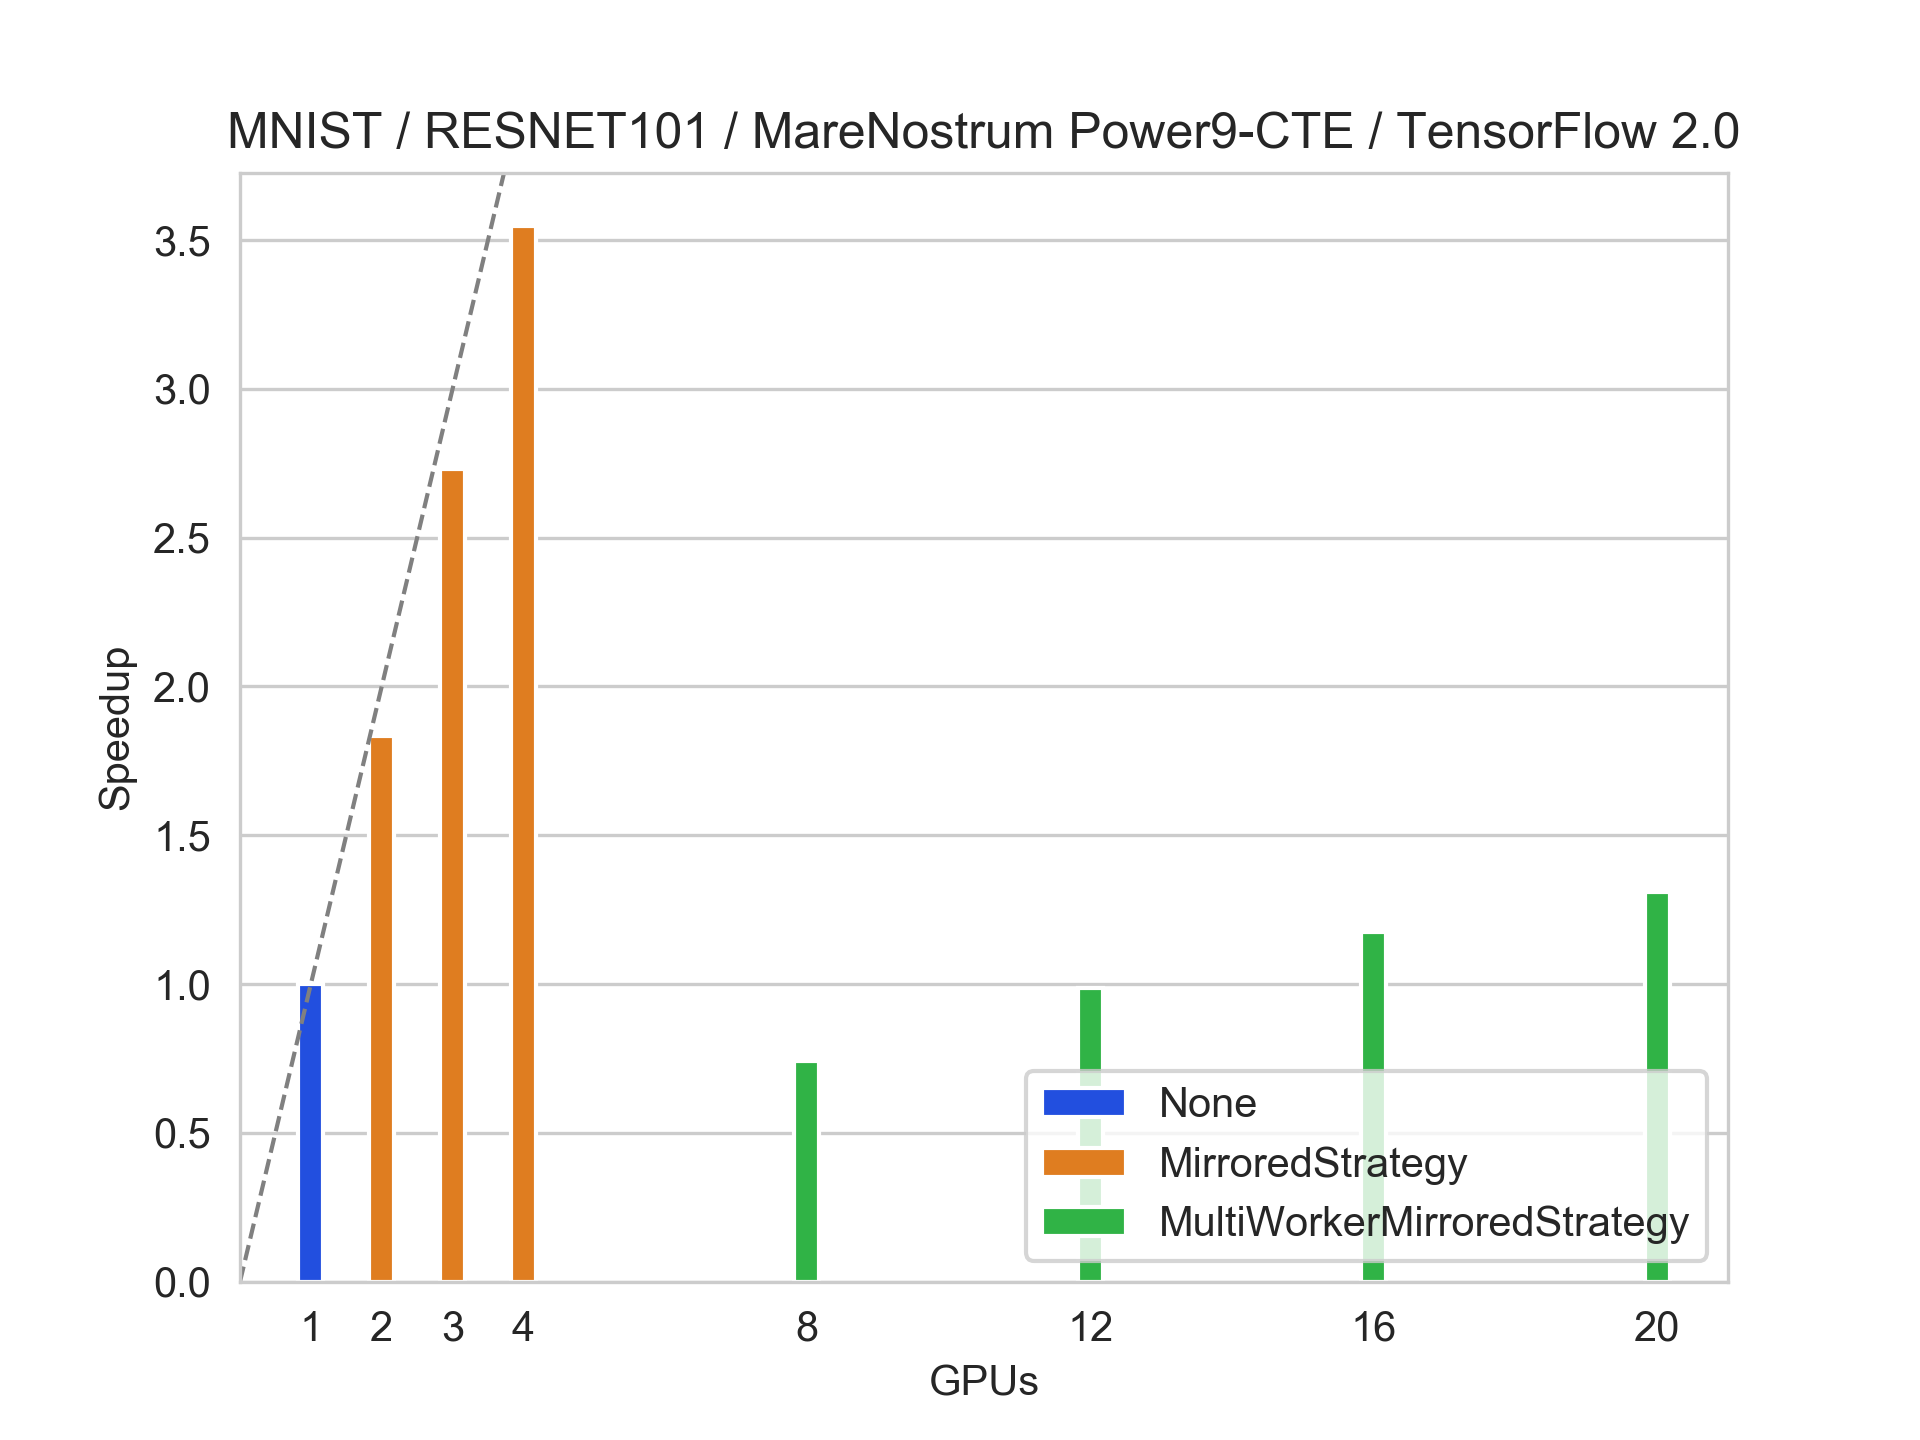 MNIST / RESNET101 / MareNostrum Power9-CTE / TensorFlow 2.0
Speedup
3.5
3.0
2.5
2.0
1.5
1.0
0.5
0.0
None
MirroredStrategy
MultiWorkerMirroredStrategy
1 2 3 4 8 12 16 20
GPUs